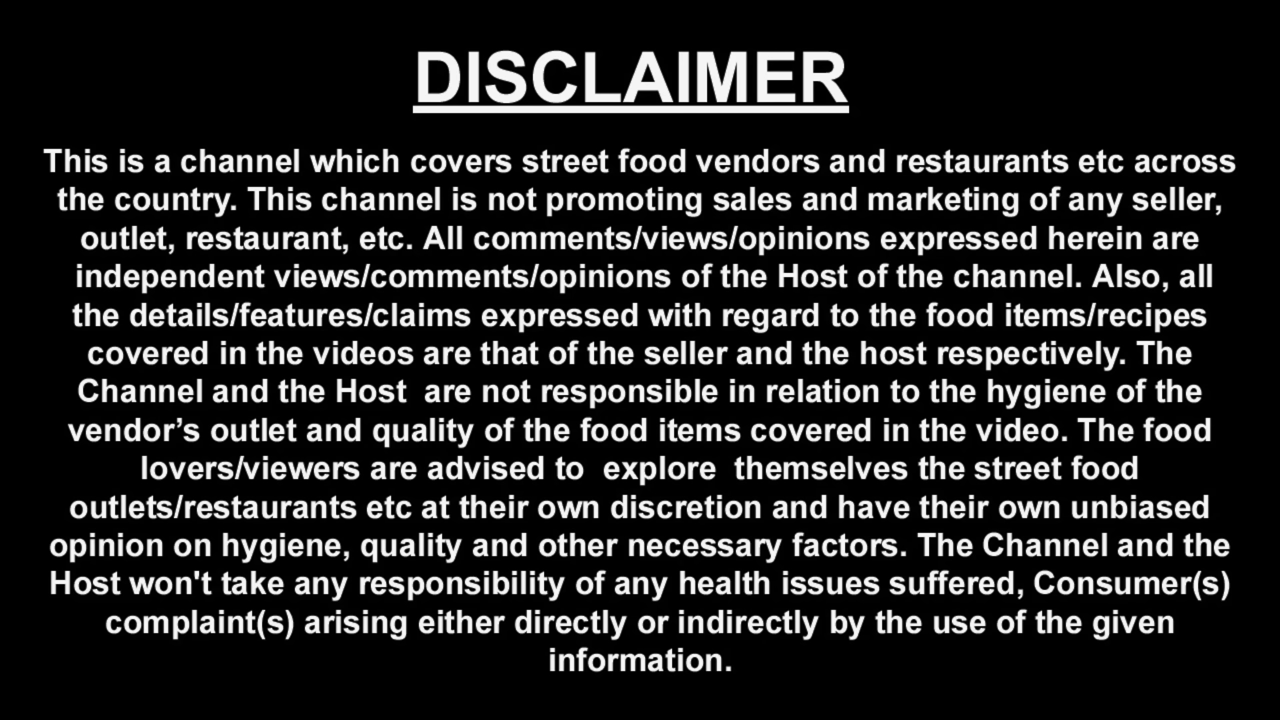 DISCLAIMER
This is a channel which covers street food vendors and restaurants etc across
the country. This channel is not promoting sales and marketing of any seller,
outlet, restaurant, etc. All comments/views/opinions expressed herein are
independent views/comments/opinions of the Host of the channel. Also, all
the details/features/claims expressed with regard to the food items/recipes
covered in the videos are that of the seller and the host respectively. The
Channel and the Host  are not responsible in relation to the hygiene of the
vendor’s outlet and quality of the food items covered in the video. The food
lovers/viewers are advised to  explore  themselves the street food
outlets/restaurants etc at their own discretion and have their own unbiased
opinion on hygiene, quality and other necessary factors. The Channel and the
Host won't take any responsibility of any health issues suffered, Consumer(s)
complaint(s) arising either directly or indirectly by the use of the given
information.